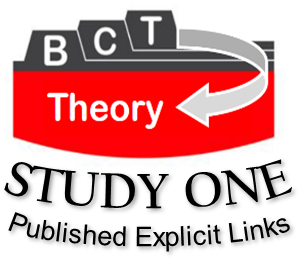 B C T
Theory
STUDY ONE
Published Explicit Links